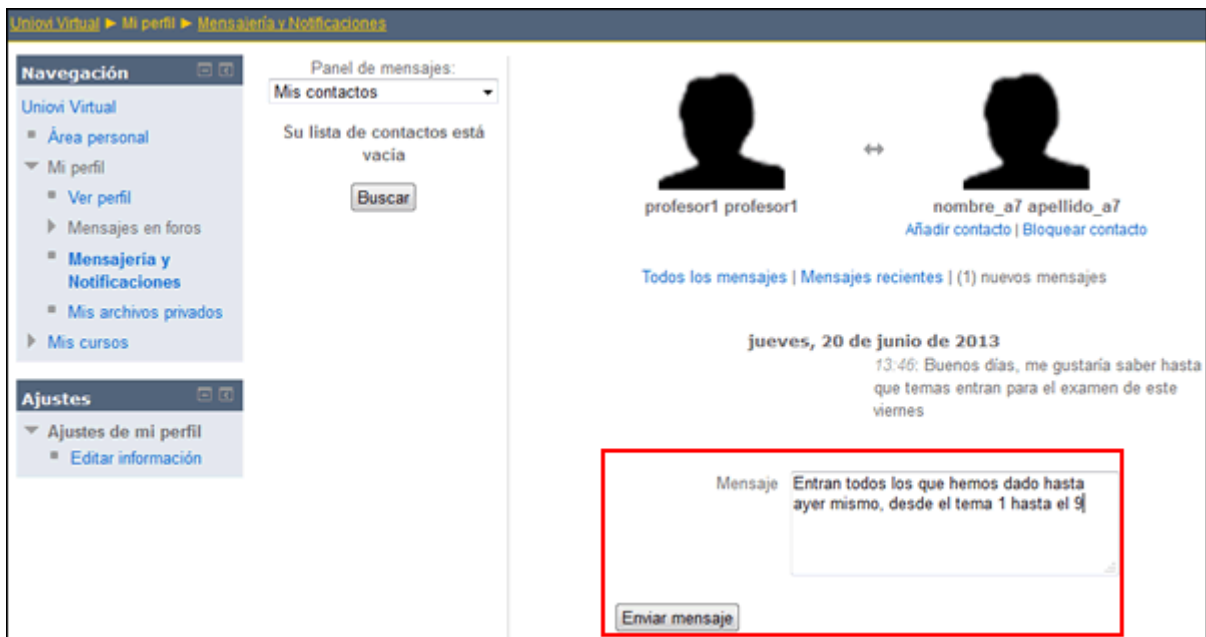 Uniovi Virtual ► Mi perfil ► Mensajería y Notificaciones
Navegación
Uniovi Virtual
Área personal
Mi perfil
Ver perfil
Mensajes en foros
Mensajería y
Notificaciones
Mis archivos privados
Mis cursos
Ajustes
Ajustes de mi perfil
Editar información
Panel de mensajes:
Mis contactos
Su lista de contactos está
vacía
Buscar
profesor1 profesor1
nombre_a7 apellido_a7
Añadir contacto | Bloquear contacto
Todos los mensajes | Mensajes recientes | (1) nuevos mensajes
jueves, 20 de junio de 2013
13:46: Buenos días, me gustaría saber hasta
que temas entran para el examen de este
viernes
Mensaje
Entran todos los que hemos dado hasta
ayer mismo, desde el tema 1 hasta el 9
Enviar mensaje